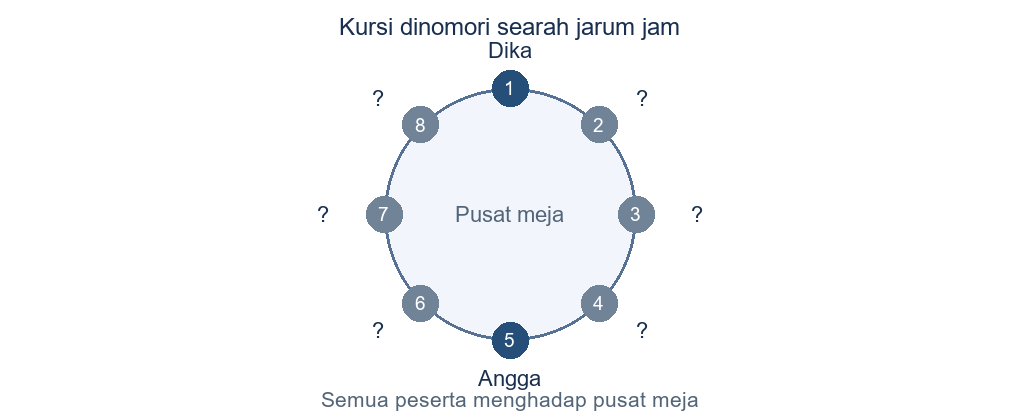 Kursi dinomori searah jarum jam
Dika
1
? 8 2 ?
? 7 Pusat meja 3 ?
6 4
? ?
5
Angga
Semua peserta menghadap pusat meja